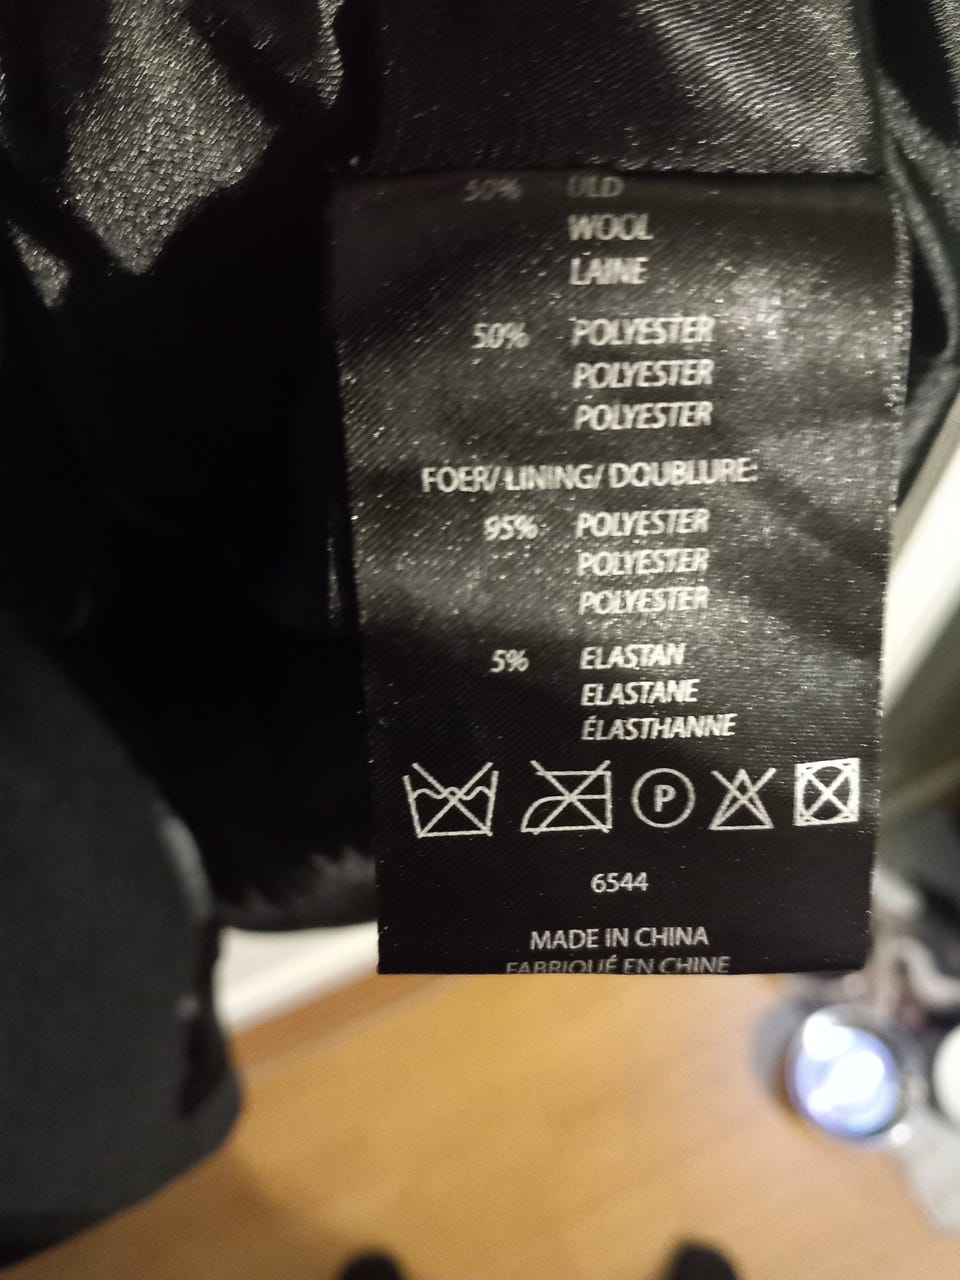 50% ULD
WOOL
LAINE
50% POLYESTER
POLYESTER
POLYESTER
FOER/ LINING/ DOUBLURE:
95% POLYESTER
POLYESTER
POLYESTER
5% ELASTAN
ELASTANE
ÉLASTHANNE
P
6544
MADE IN CHINA
FABRIQUÉ EN CHINE